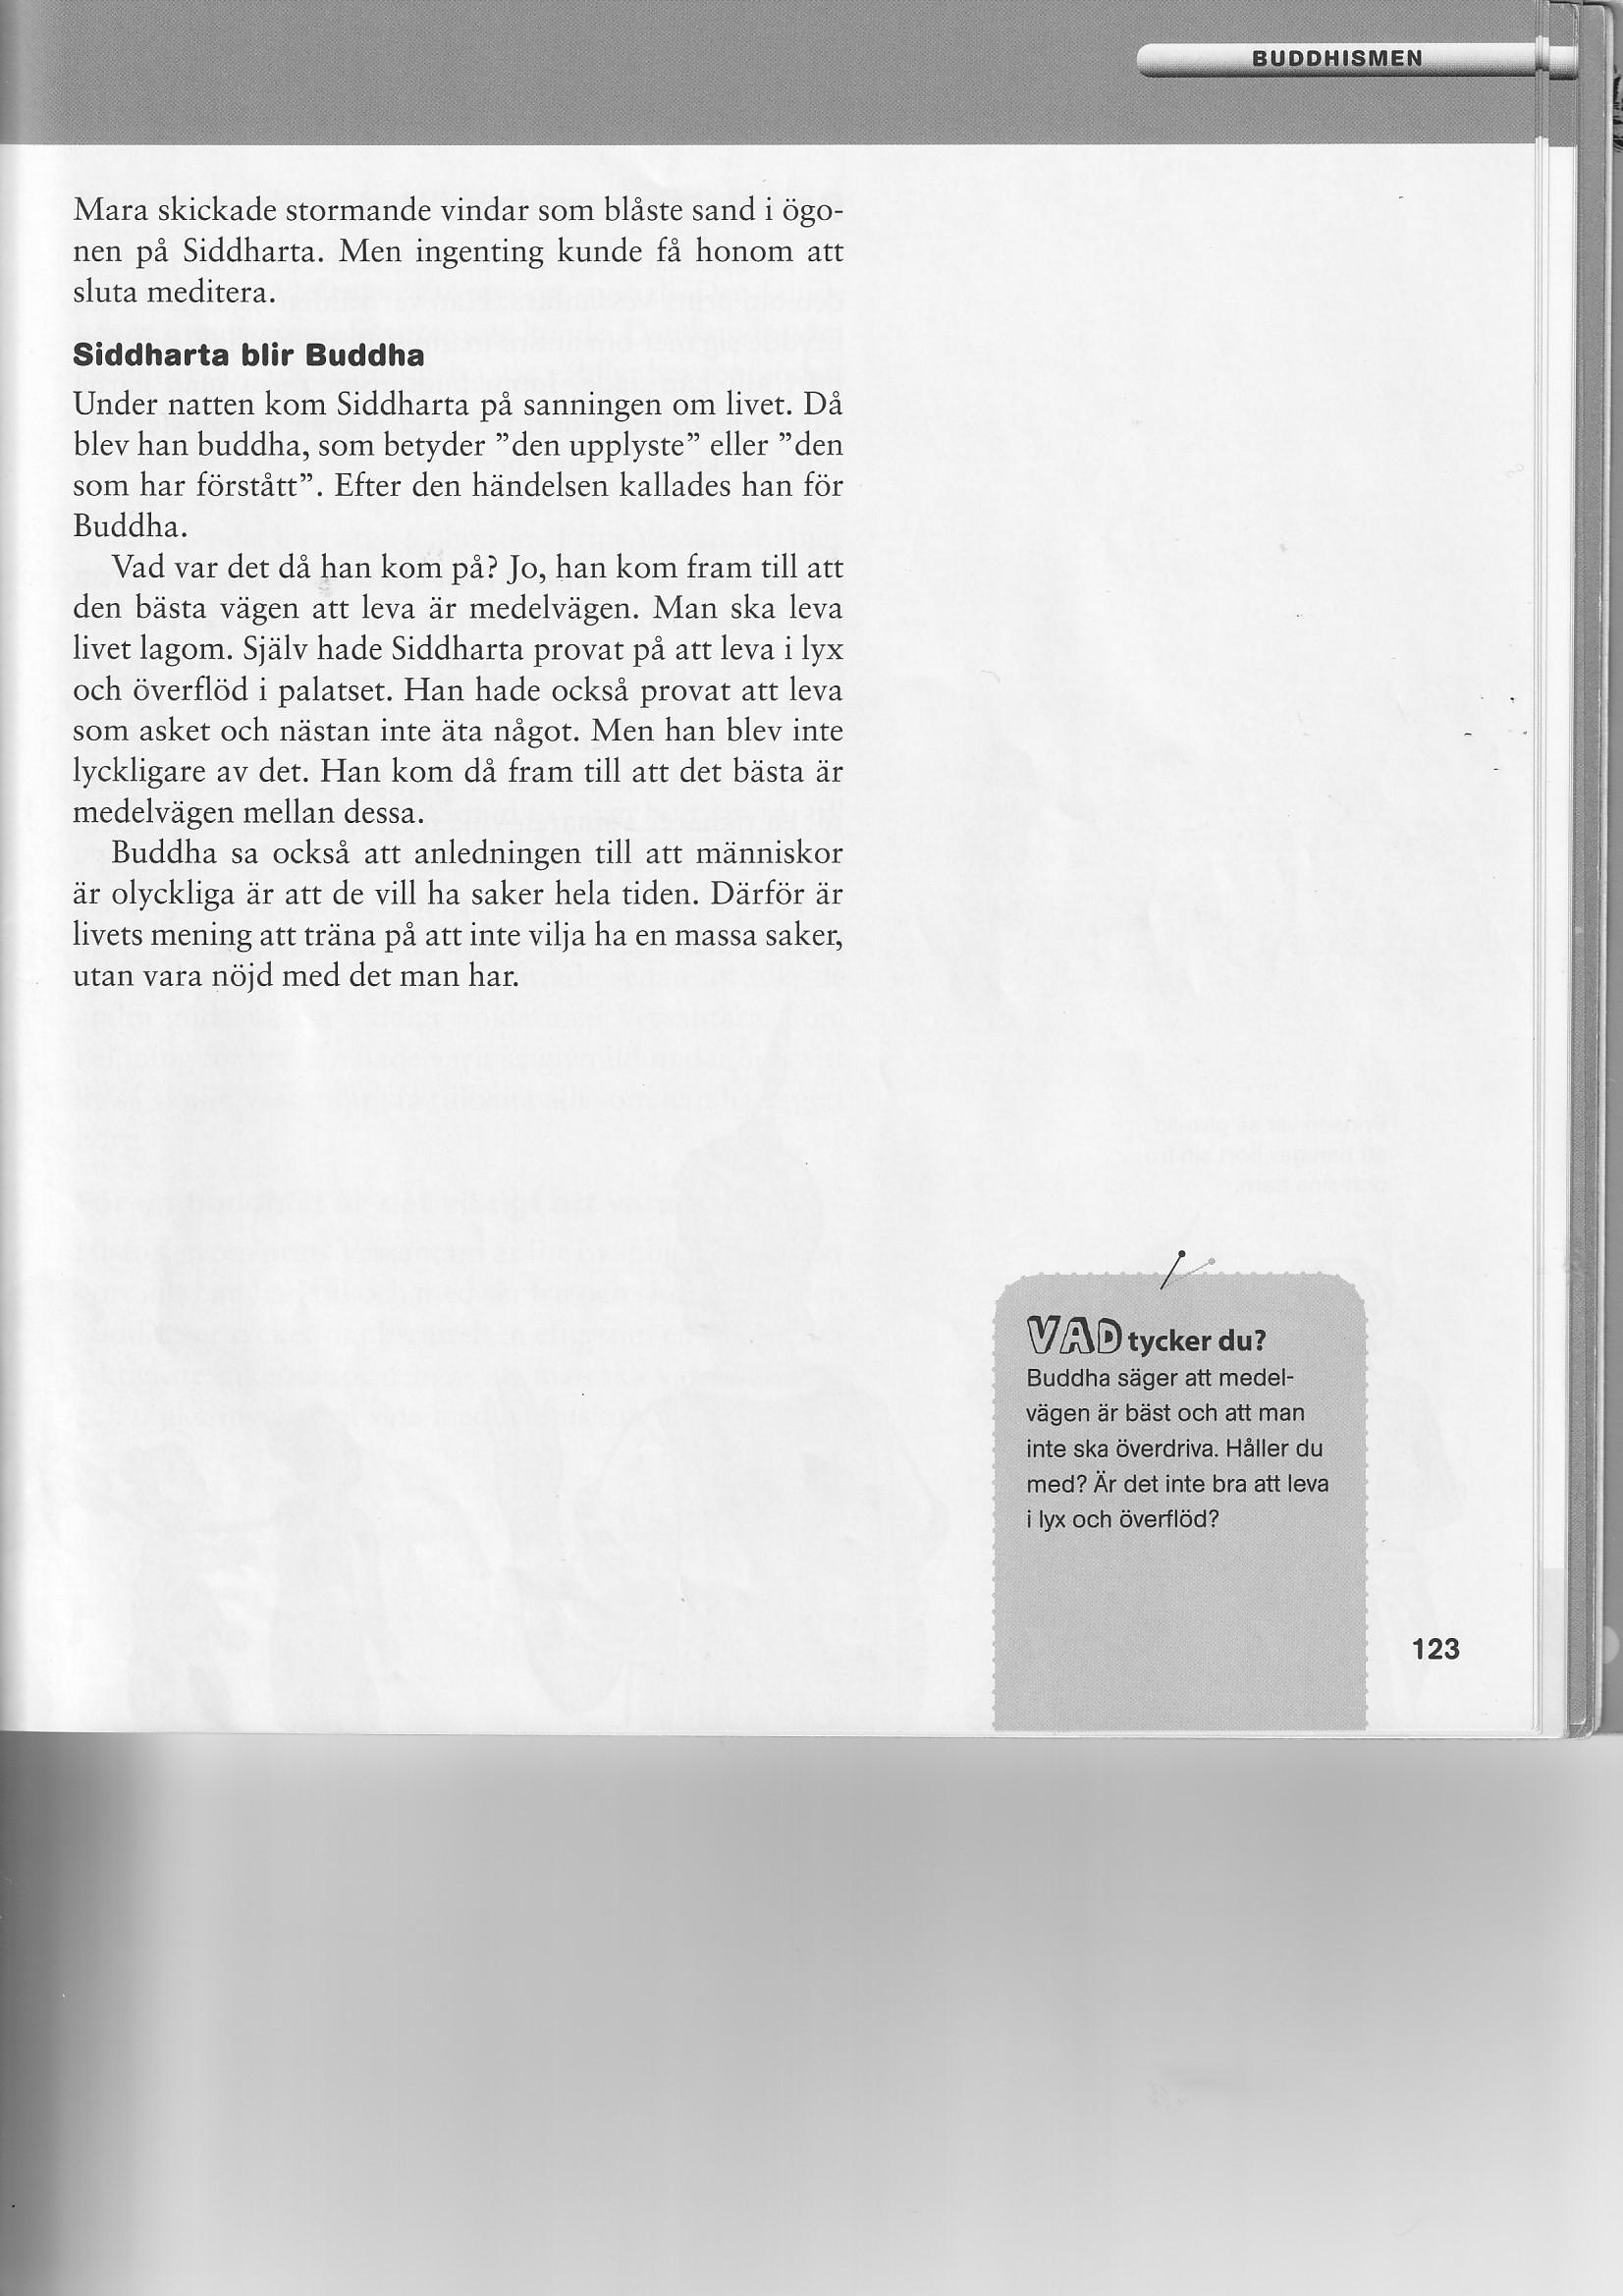 BUDDHISMEN
Mara skickade stormande vindar som blåste sand i ögo-
nen på Siddharta. Men ingenting kunde få honom att
sluta meditera.
Siddharta blir Buddha
Under natten kom Siddharta på sanningen om livet. Då
blev han buddha, som betyder ”den upplyste” eller ”den
som har förstått”. Efter den händelsen kallades han för
Buddha.
Vad var det då han kom på? Jo, han kom fram till att
den bästa vägen att leva är medelvägen. Man ska leva
livet lagom. Själv hade Siddharta provat på att leva i lyx
och överflöd i palatset. Han hade också provat att leva
som asket och nästan inte äta något. Men han blev inte
lyckligare av det. Han kom då fram till att det bästa är
medelvägen mellan dessa.
Buddha sa också att anledningen till att människor
är olyckliga är att de vill ha saker hela tiden. Därför är
livets mening att träna på att inte vilja ha en massa saker,
utan vara nöjd med det man har.
VAD tycker du?
Buddha säger att medel-
vägen är bäst och att man
inte ska överdriva. Håller du
med? Är det inte bra att leva
i lyx och överflöd?
123